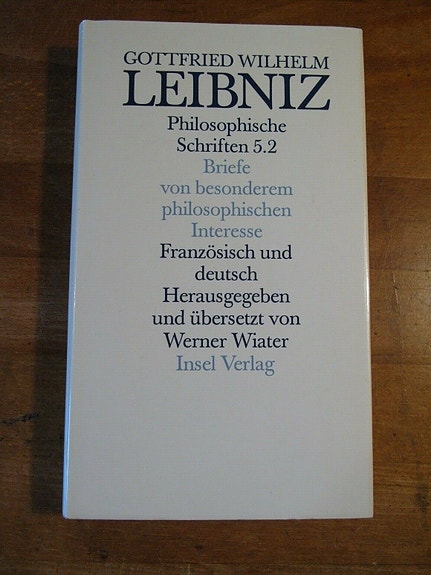 GOTTFRIED WILHELM
LEIBNIZ
Philosophische
Schriften 5.2
Briefe
von besonderem
philosophischen
Interesse
Französisch und
deutsch
Herausgegeben
und übersetzt von
Werner Wiater
Insel Verlag